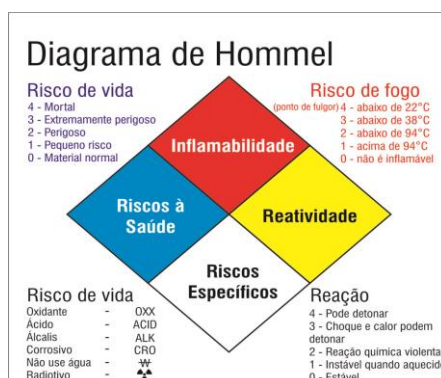 Diagrama de Hommel
Risco de vida
4 - Mortal
3 - Extremamente perigoso
2 - Perigoso
1 - Pequeno risco
0 - Material normal
Risco de fogo
(ponto de fulgor) 4 - abaixo de 22°C
3 - abaixo de 38°C
2 - abaixo de 94°C
1 - acima de 94°C
0 - não é inflamável
Inflamabilidade
Riscos à
Saúde
Reatividade
Riscos
Específicos
Risco de vida
Oxidante - OXX
Ácido - ACID
Álcalis - ALK
Corrosivo - CRO
Não use água - W
Radiotivo -
Reação
4 - Pode detonar
3 - Choque e calor podem
detonar
2 - Reação química violenta
1 - Instável quando aquecido
0 - Estável